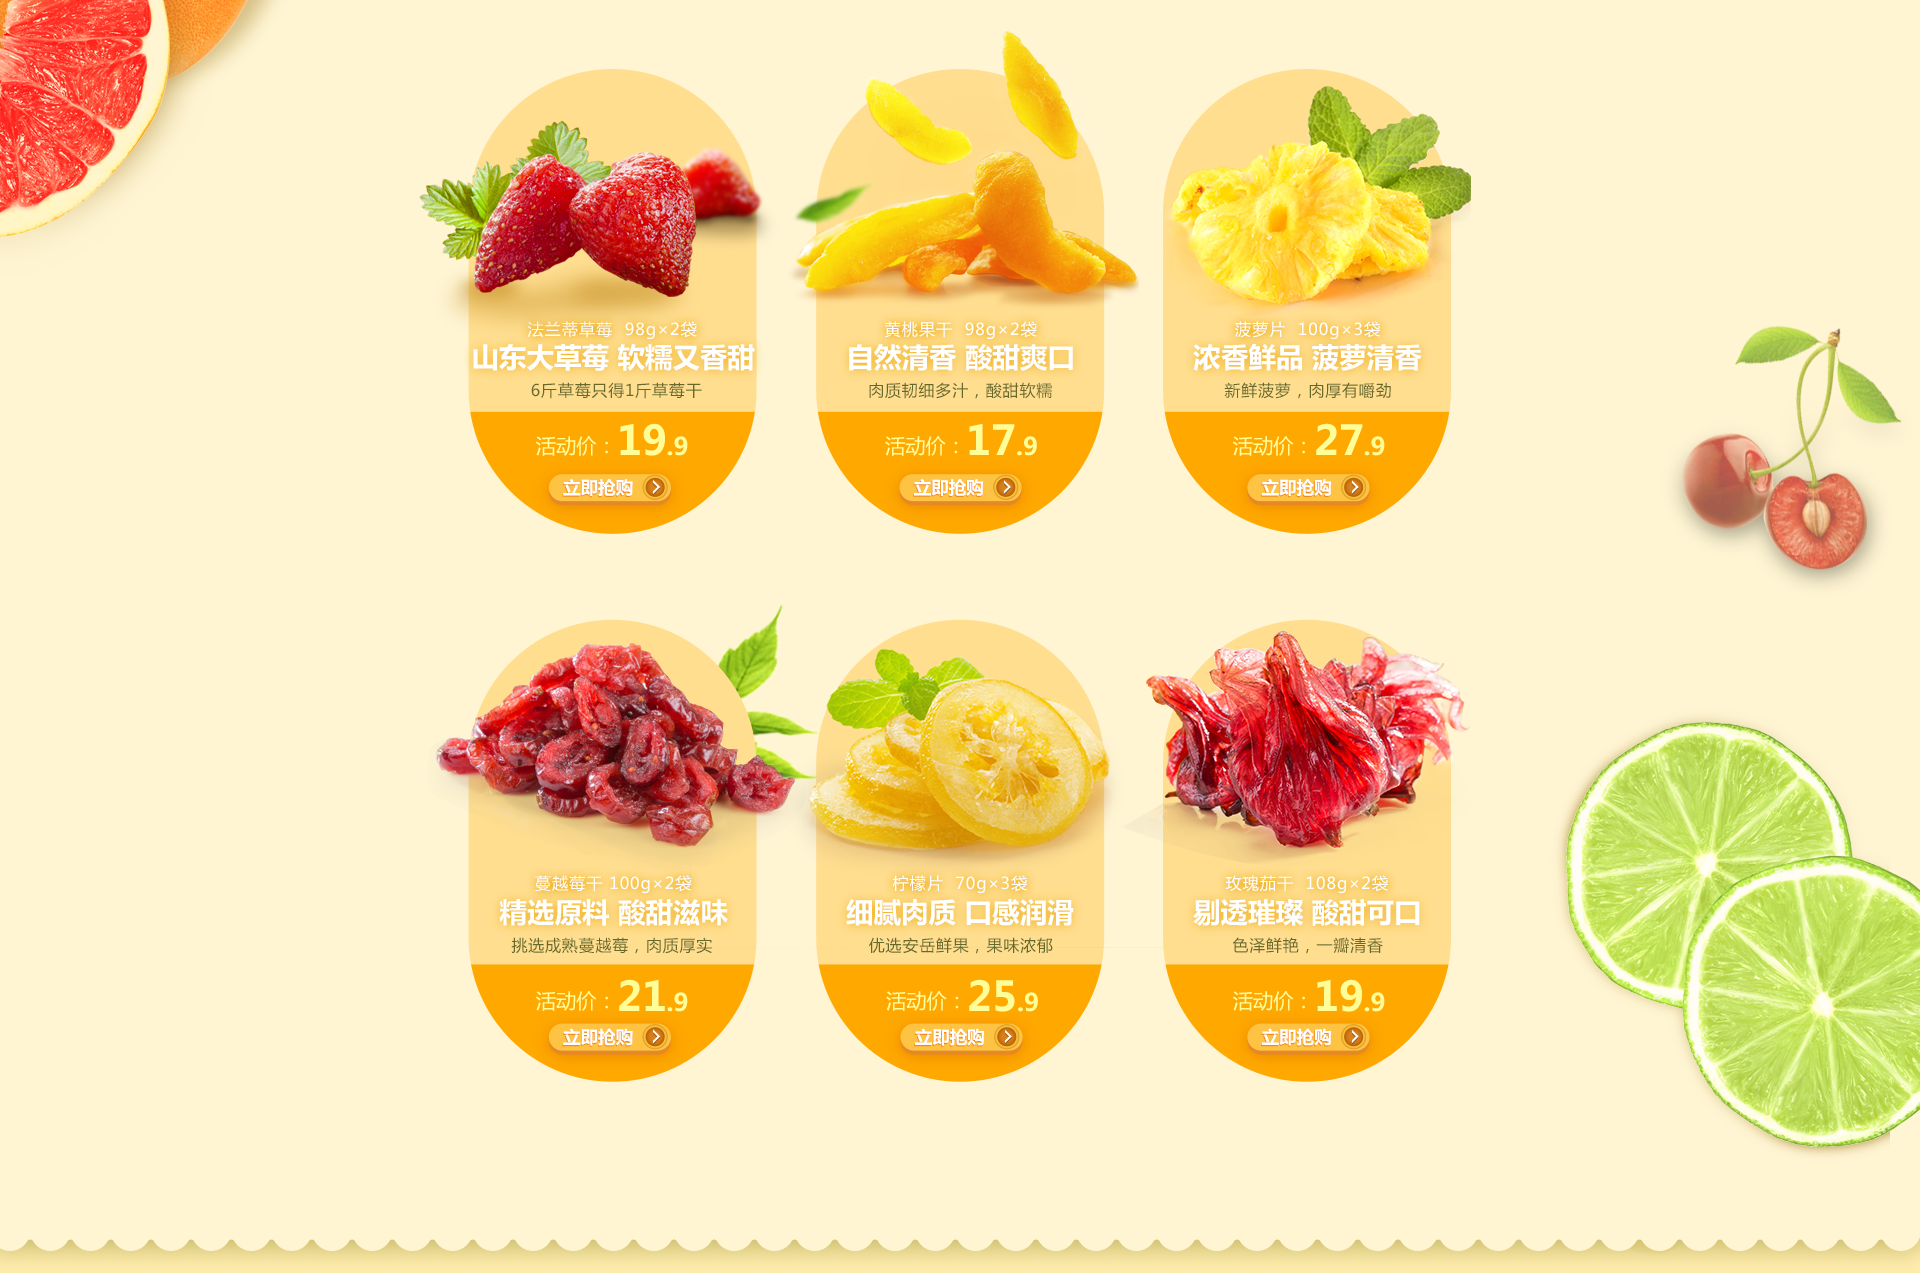 法兰蒂草莓 98g×2袋
山东大草莓 软糯又香甜
6斤草莓只得1斤草莓干
活动价：19.9
立即抢购
黄桃果干 98g×2袋
自然清香 酸甜爽口
肉质韧细多汁，酸甜软糯
活动价：17.9
立即抢购
菠萝片 100g×3袋
浓香鲜品 菠萝清香
新鲜菠萝，肉厚有嚼劲
活动价：27.9
立即抢购
蔓越莓干 100g×2袋
精选原料 酸甜滋味
挑选成熟蔓越莓，肉质厚实
活动价：21.9
立即抢购
柠檬片 70g×3袋
细腻肉质 口感润滑
优选安岳鲜果，果味浓郁
活动价：25.9
立即抢购
玫瑰茄干 108g×2袋
剔透璀璨 酸甜可口
色泽鲜艳，一瓣清香
活动价：19.9
立即抢购